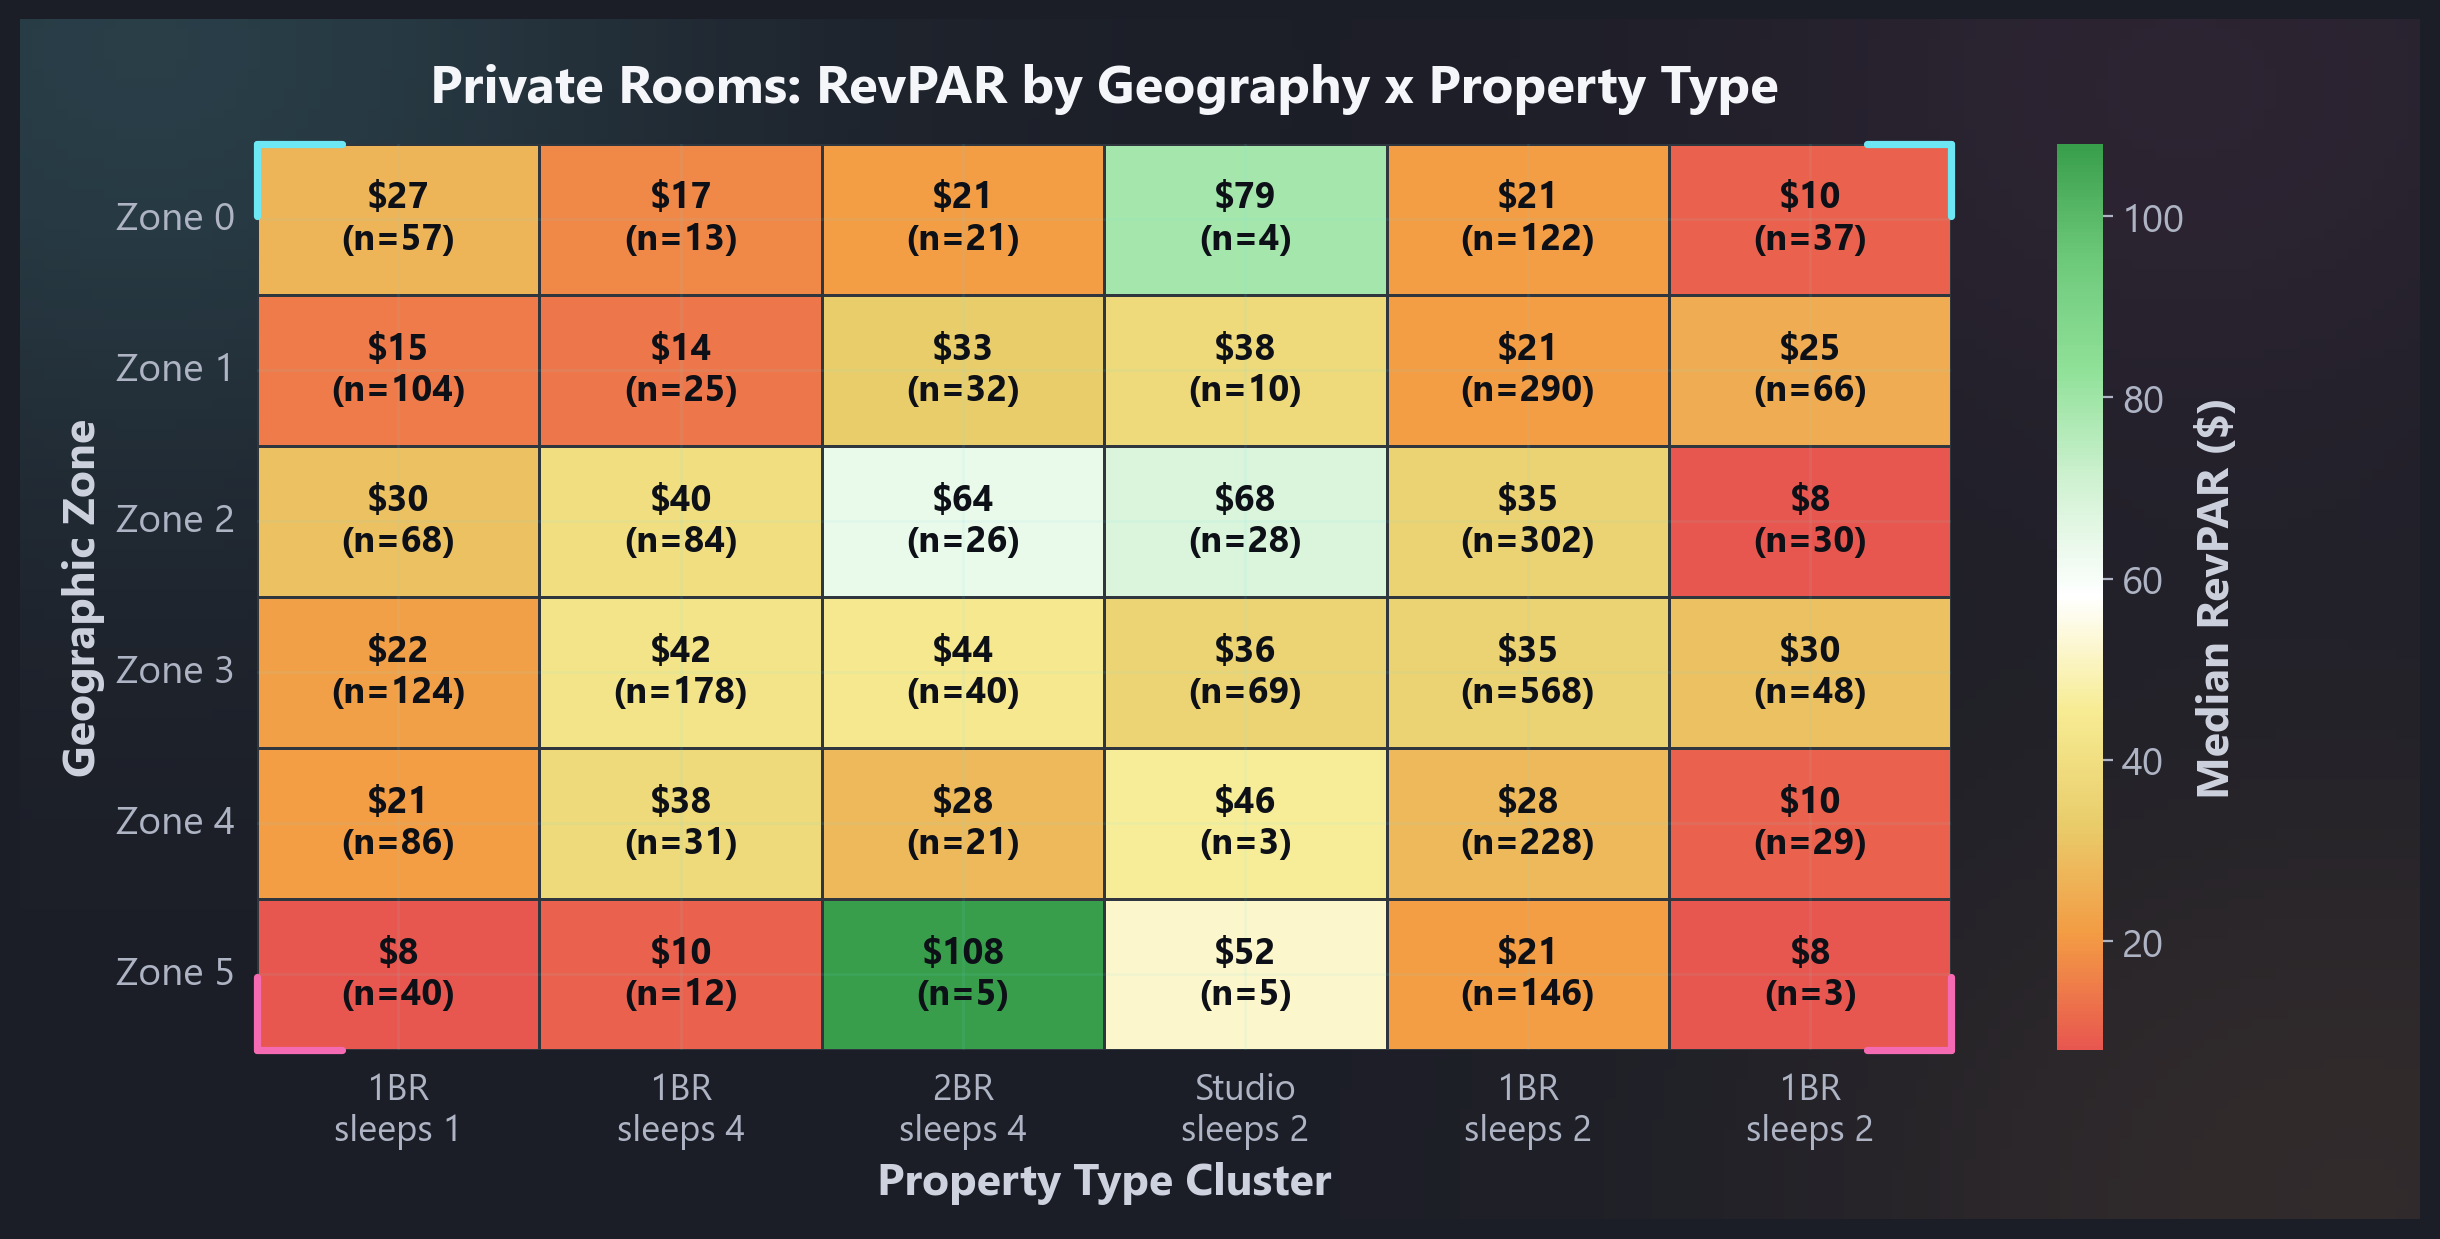 Private Rooms: RevPAR by Geography x Property Type
Geographic Zone
Zone 0
$27
(n=57)
$17
(n=13)
$21
(n=21)
$79
(n=4)
$21
(n=122)
$10
(n=37)
Zone 1
$15
(n=104)
$14
(n=25)
$33
(n=32)
$38
(n=10)
$21
(n=290)
$25
(n=66)
Zone 2
$30
(n=68)
$40
(n=84)
$64
(n=26)
$68
(n=28)
$35
(n=302)
$8
(n=30)
Zone 3
$22
(n=124)
$42
(n=178)
$44
(n=40)
$36
(n=69)
$35
(n=568)
$30
(n=48)
Zone 4
$21
(n=86)
$38
(n=31)
$28
(n=21)
$46
(n=3)
$28
(n=228)
$10
(n=29)
Zone 5
$8
(n=40)
$10
(n=12)
$108
(n=5)
$52
(n=5)
$21
(n=146)
$8
(n=3)
1BR
sleeps 1
1BR
sleeps 4
2BR
sleeps 4
Studio
sleeps 2
1BR
sleeps 2
1BR
sleeps 2
Property Type Cluster
100
80
60
40
20
Median RevPAR ($)